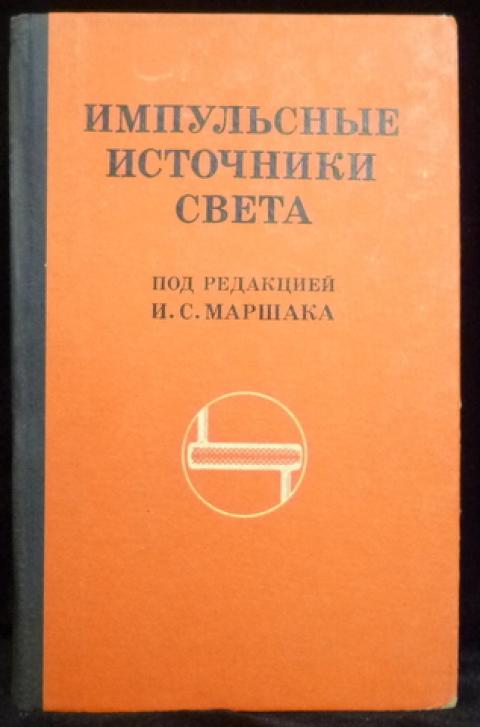 ИМПУЛЬСНЫЕ
ИСТОЧНИКИ
СВЕТА
ПОД РЕДАКЦИЕЙ
И. С. МАРШАКА